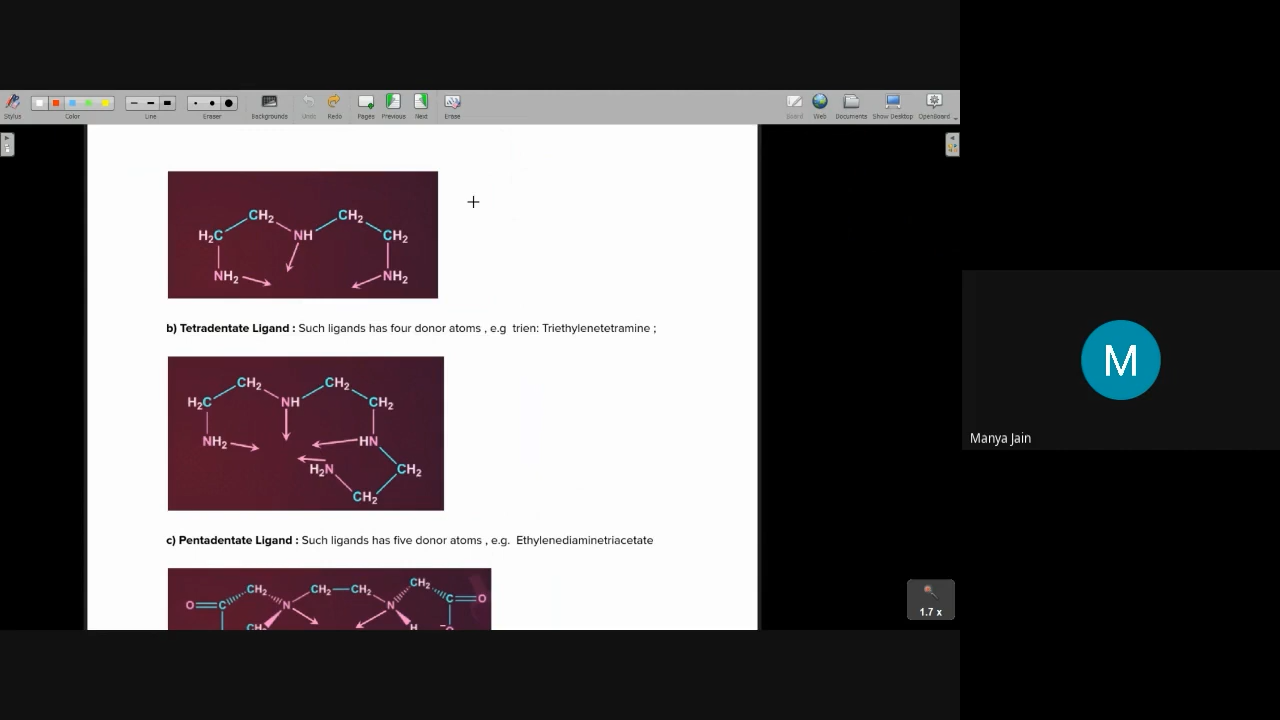 Stylus Color Line Eraser Backgrounds Undo Redo Pages Previous Next Erase Board Web Documents Show Desktop OpenBoard
CH2 CH2
H2C NH CH2
NH2 NH2
b) Tetradentate Ligand : Such ligands has four donor atoms , e.g trien: Triethylenetetramine ;
CH2 CH2
H2C NH CH2
NH2 HN
H2N CH2
CH2
c) Pentadentate Ligand : Such ligands has five donor atoms , e.g. Ethylenediaminetriacetate
CH2 CH2 CH2 CH2
O C N N C O
CH2 H O
1.7 x
M
Manya Jain